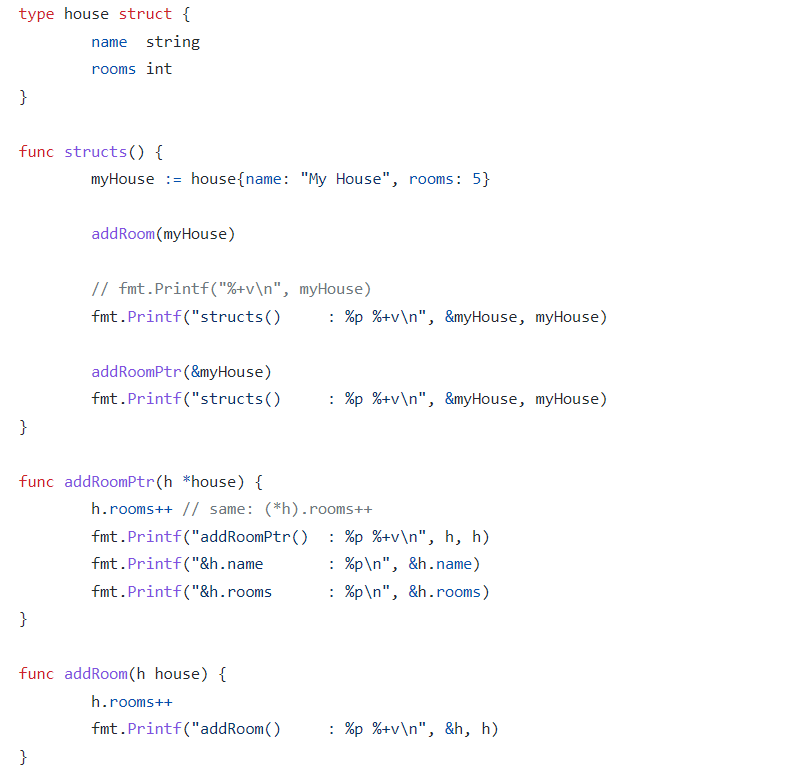 type house struct {
        name  string
        rooms int
}

func structs() {
        myHouse := house{name: "My House", rooms: 5}

        addRoom(myHouse)

        // fmt.Printf("%+v\n", myHouse)
        fmt.Printf("structs()     : %p %+v\n", &myHouse, myHouse)

        addRoomPtr(&myHouse)
        fmt.Printf("structs()     : %p %+v\n", &myHouse, myHouse)
}

func addRoomPtr(h *house) {
        h.rooms++ // same: (*h).rooms++
        fmt.Printf("addRoomPtr()  : %p %+v\n", h, h)
        fmt.Printf("&h.name       : %p\n", &h.name)
        fmt.Printf("&h.rooms      : %p\n", &h.rooms)
}

func addRoom(h house) {
        h.rooms++
        fmt.Printf("addRoom()     : %p %+v\n", &h, h)
}